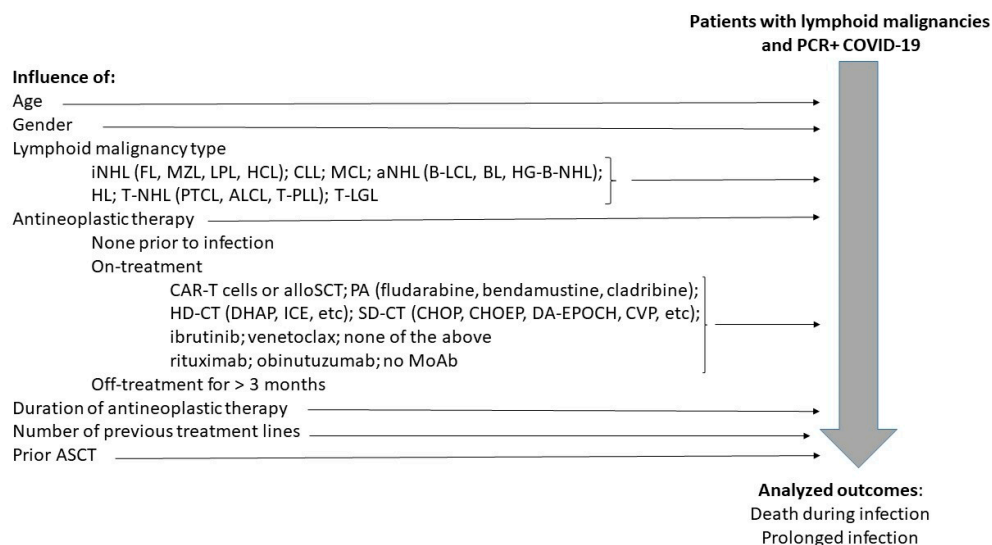 Patients with lymphoid malignancies
and PCR+ COVID-19
Influence of:
Age
Gender
Lymphoid malignancy type
iNHL (FL, MZL, LPL, HCL); CLL; MCL; aNHL (B-LCL, BL, HG-B-NHL);
HL; T-NHL (PTCL, ALCL, T-PLL); T-LGL
Antineoplastic therapy
None prior to infection
On-treatment
CAR-T cells or alloSCT; PA (fludarabine, bendamustine, cladribine);
HD-CT (DHAP, ICE, etc); SD-CT (CHOP, CHOEP, DA-EPOCH, CVP, etc);
ibrutinib; venetoclax; none of the above
rituximab; obinutuzumab; no MoAb
Off-treatment for > 3 months
Duration of antineoplastic therapy
Number of previous treatment lines
Prior ASCT
Analyzed outcomes:
Death during infection
Prolonged infection